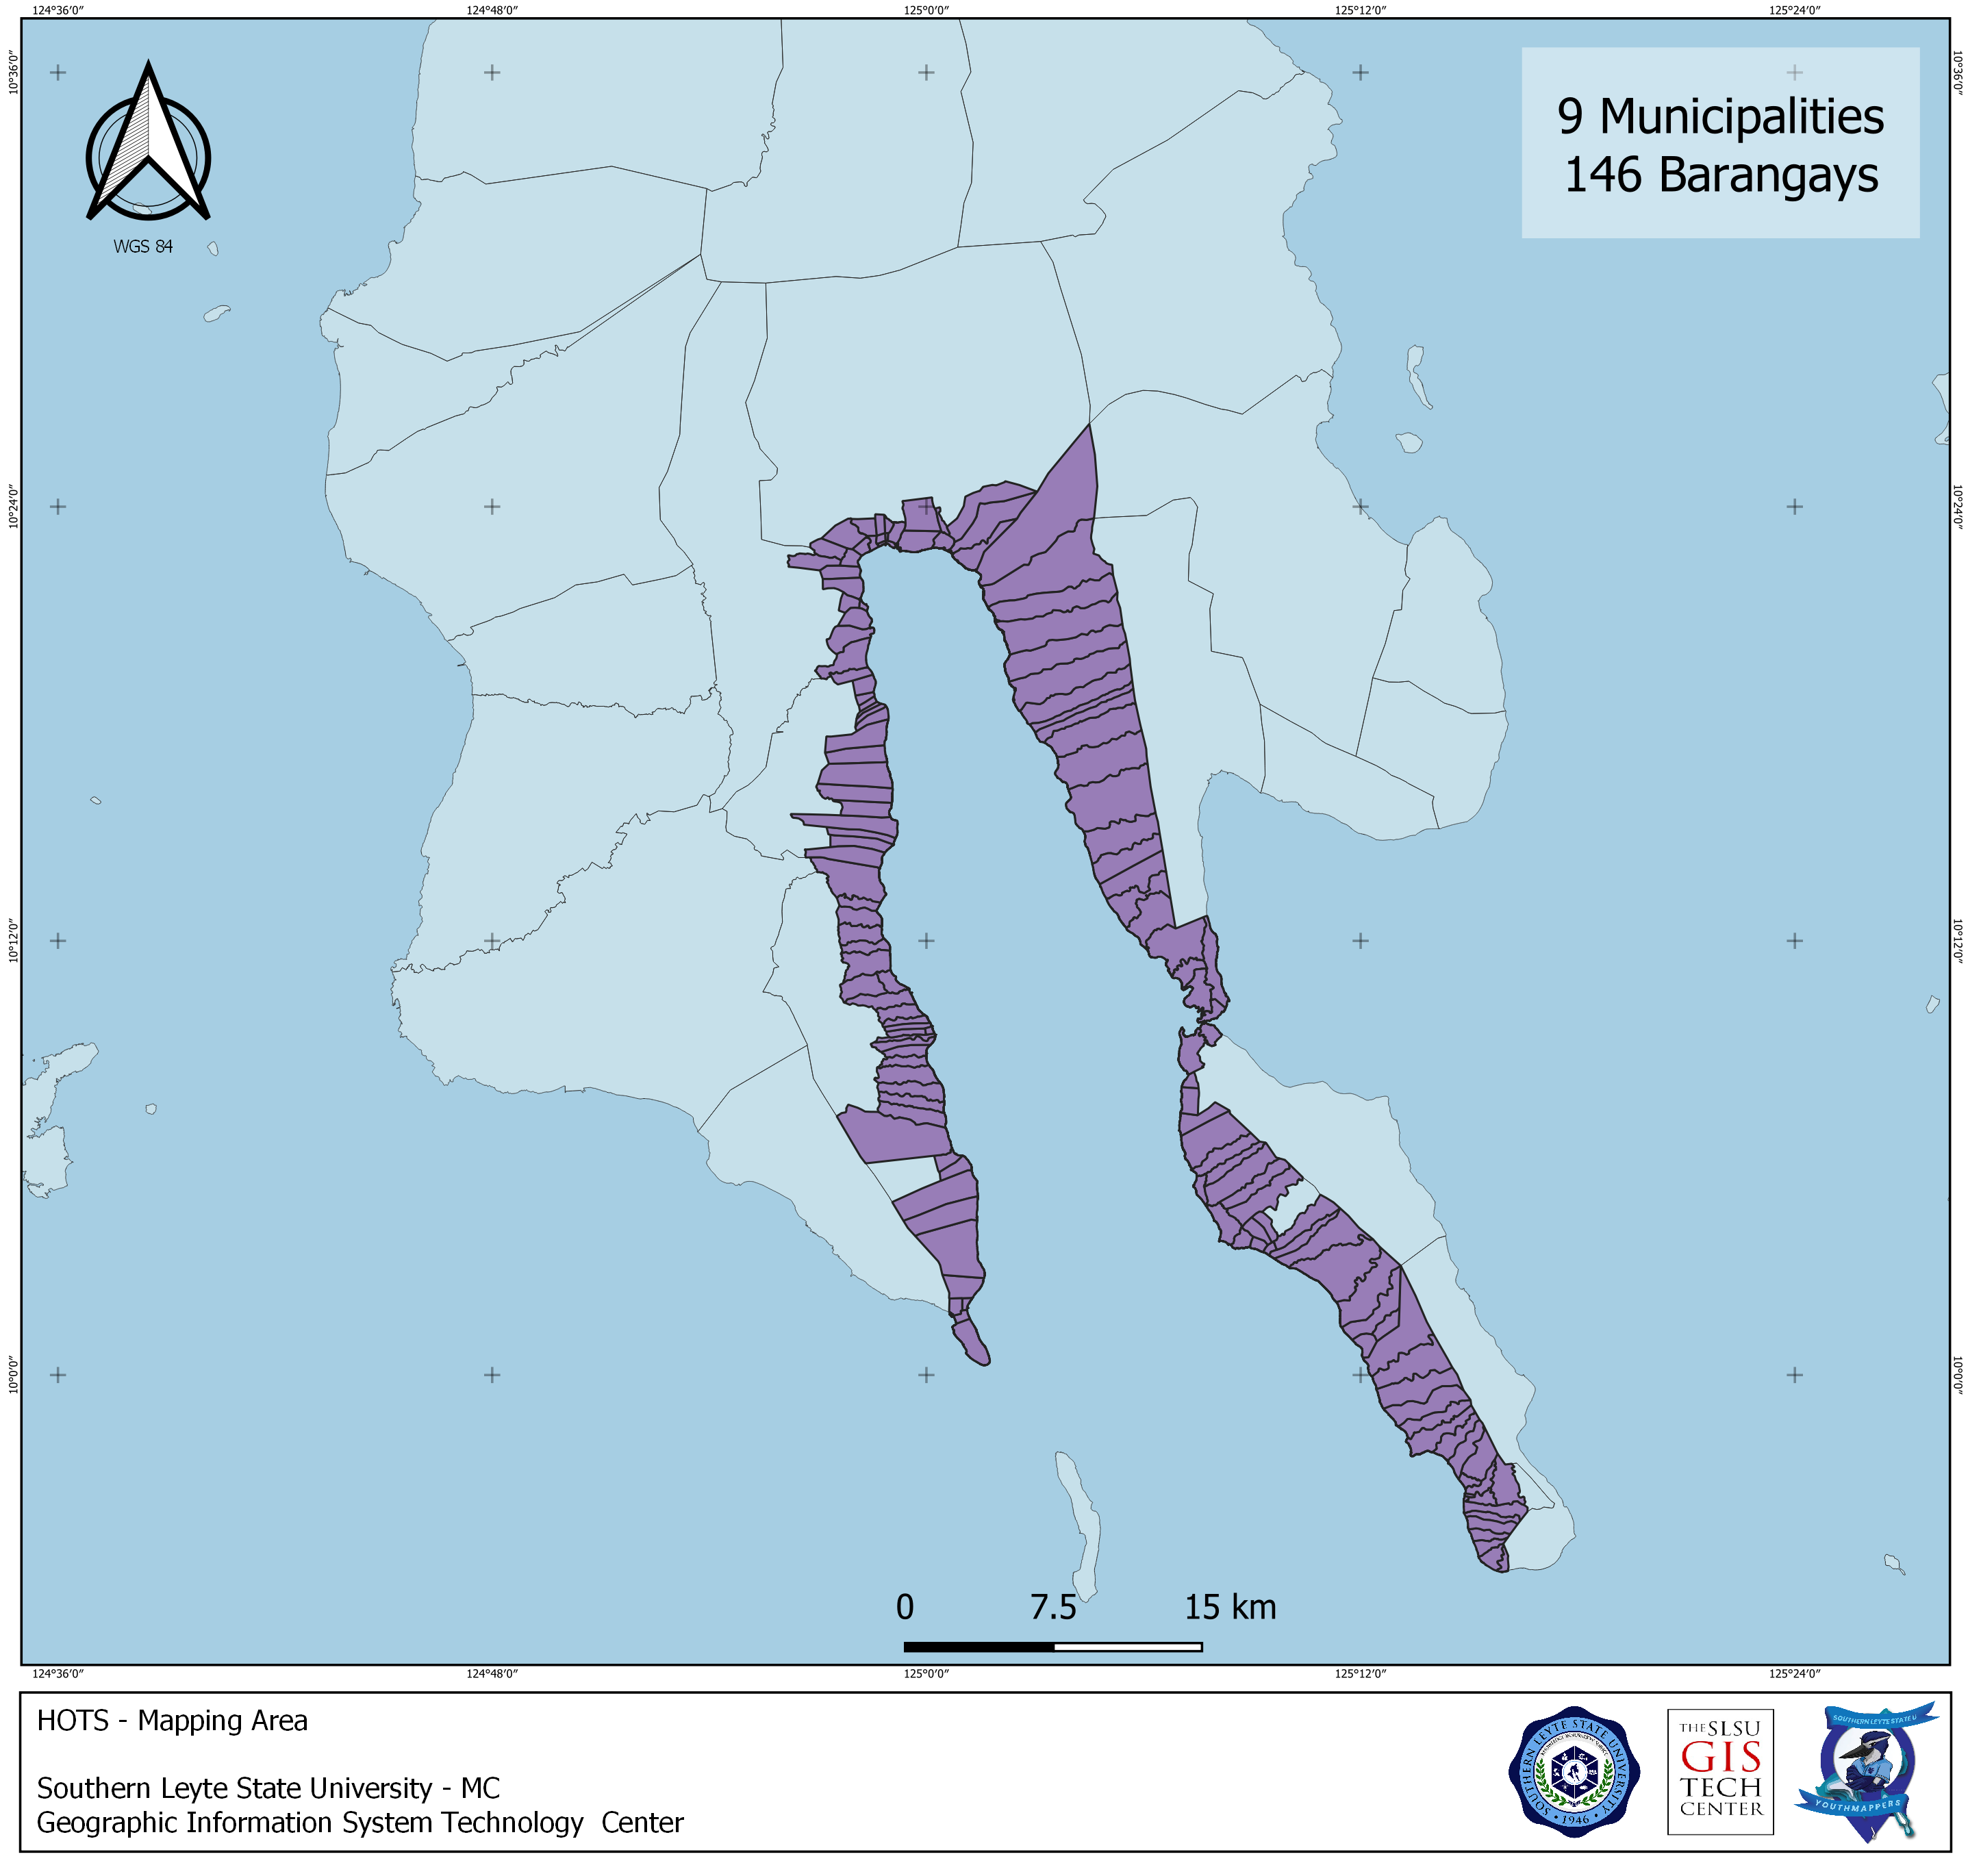 124°36'0"
124°48'0"
125°0'0"
125°12'0"
125°24'0"
10°36'0"
10°36'0"
9 Municipalities
146 Barangays
WGS 84
10°24'0"
10°24'0"
10°12'0"
10°12'0"
10°0'0"
10°0'0"
0 7.5 15 km
124°36'0"
124°48'0"
125°0'0"
125°12'0"
125°24'0"
HOTS - Mapping Area
Southern Leyte State University - MC
Geographic Information System Technology Center
SOUTHERN LEYTE STATE UNIVERSITY
• 1946 •
THE SLSU
GIS
TECH
CENTER
SOUTHERN LEYTE STATE U
YOUTHMAPPERS